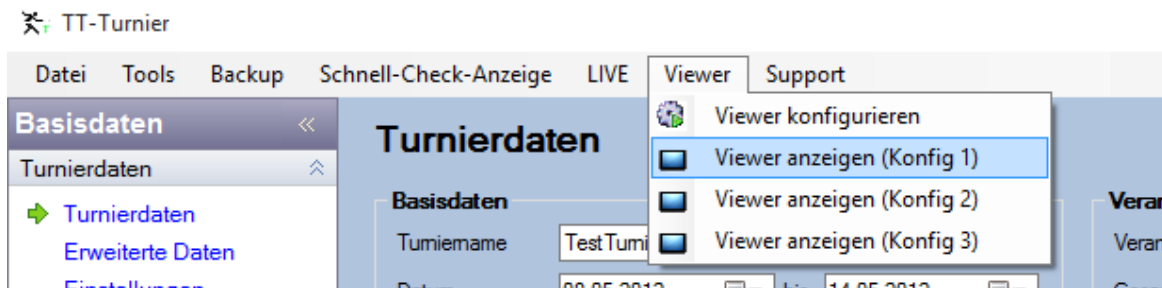 TT-Turnier
Datei Tools Backup Schnell-Check-Anzeige LIVE Viewer Support
Basisdaten «
Viewer konfigurieren
Turnierdaten
Viewer anzeigen (Konfig 1)
Turnierdaten
Basisdaten
Viewer anzeigen (Konfig 2)
Turnierdaten
Turniername
Viewer anzeigen (Konfig 3)
Erweiterte Daten
Einstellungen